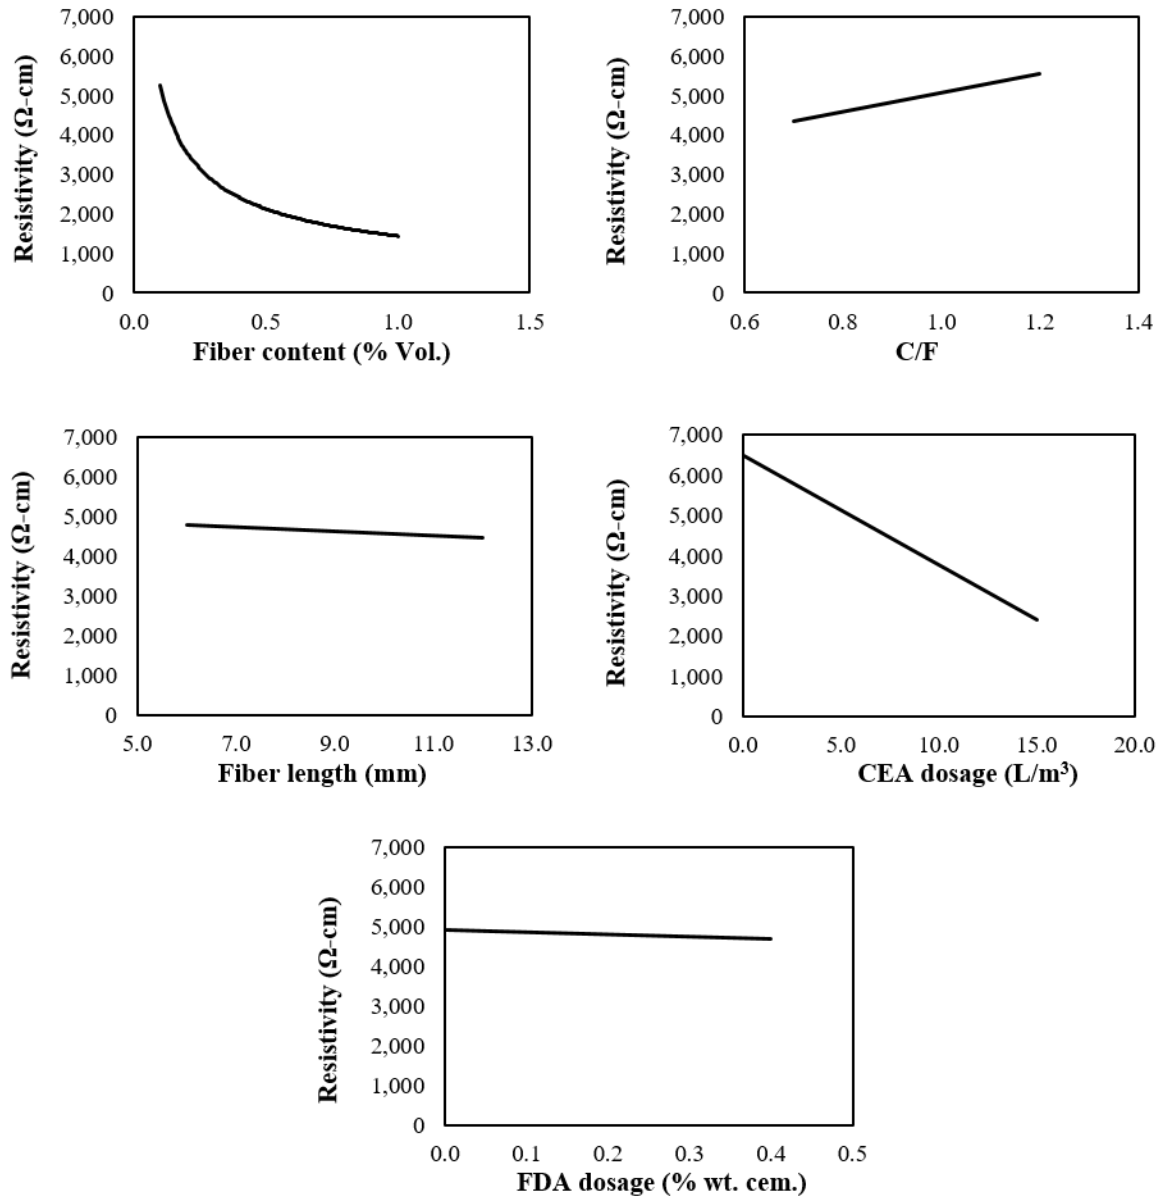 Resistivity (Ω-cm)
7,000
6,000
5,000
4,000
3,000
2,000
1,000
0
0.0 0.5 1.0 1.5
Fiber content (% Vol.)
Resistivity (Ω-cm)
7,000
6,000
5,000
4,000
3,000
2,000
1,000
0
0.6 0.8 1.0 1.2 1.4
C/F
Resistivity (Ω-cm)
7,000
6,000
5,000
4,000
3,000
2,000
1,000
0
5.0 7.0 9.0 11.0 13.0
Fiber length (mm)
Resistivity (Ω-cm)
7,000
6,000
5,000
4,000
3,000
2,000
1,000
0
0.0 5.0 10.0 15.0 20.0
CEA dosage (L/m³)
Resistivity (Ω-cm)
7,000
6,000
5,000
4,000
3,000
2,000
1,000
0
0.0 0.1 0.2 0.3 0.4 0.5
FDA dosage (% wt. cem.)